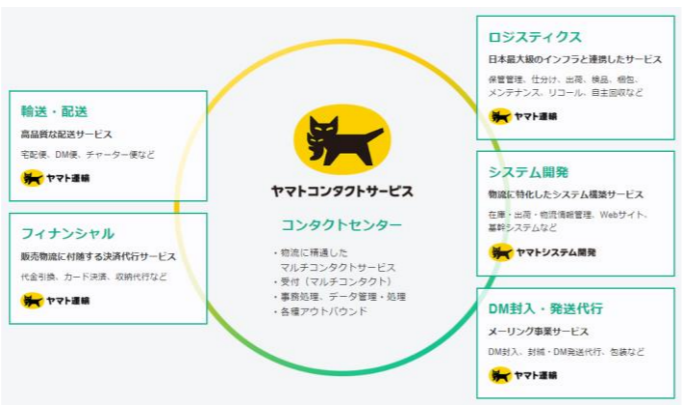 輸送・配送
高品質な配送サービス
宅配便、DM便、チャーター便など
ヤマト運輸
フィナンシャル
販売物流に付随する決済代行サービス
代金引換、カード決済、収納代行など
ヤマト運輸
ヤマトコンタクトサービス
コンタクトセンター
・物流に精通した
マルチコンタクトサービス
・受付（マルチコンタクト）
・事務処理、データ管理・処理
・各種アウトバウンド
ロジスティクス
日本最大級のインフラと連携したサービス
保管管理、仕分け、出荷、検品、梱包、
メンテナンス、リコール、自主回収など
ヤマト運輸
システム開発
物流に特化したシステム構築サービス
在庫・出荷・物流情報管理、Webサイト、
基幹システムなど
ヤマトシステム開発
DM封入・発送代行
メーリング事業サービス
DM封入、封緘・DM発送代行、包装など
ヤマト運輸